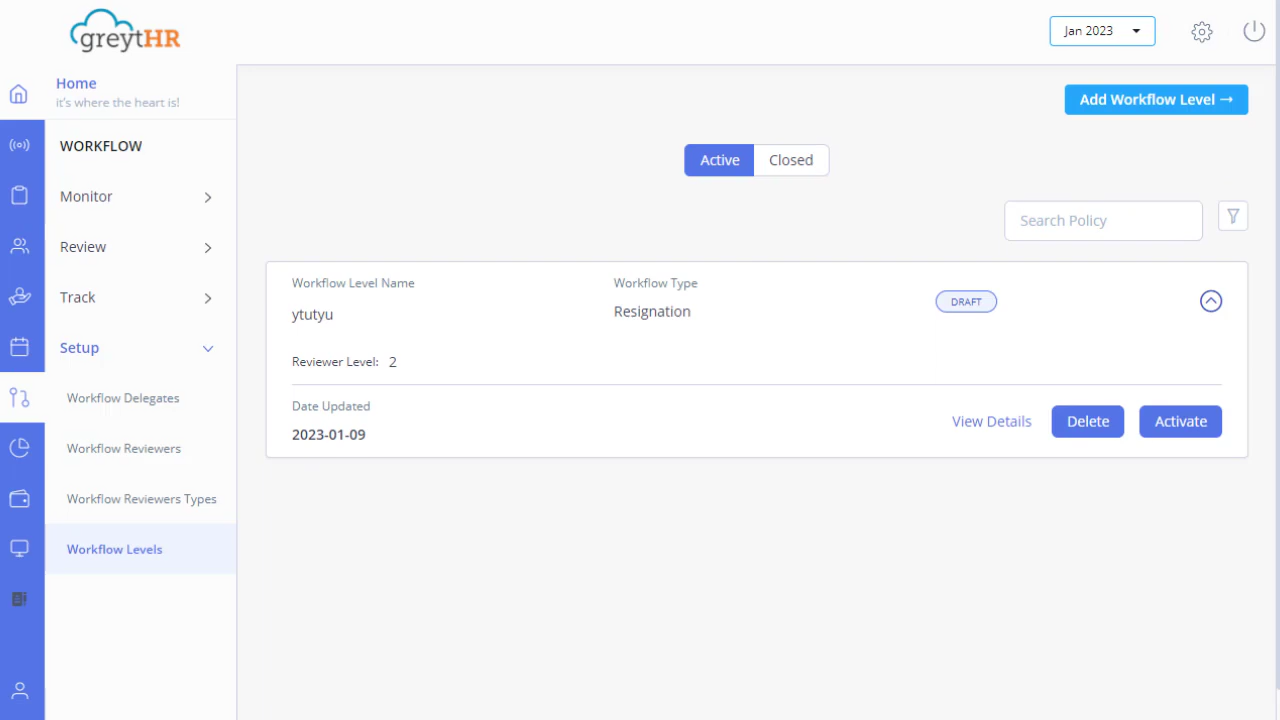 greytHR
Jan 2023
Home
it's where the heart is!
Add Workflow Level →
WORKFLOW
Active
Closed
Monitor
Search Policy
Review
Workflow Level Name
Workflow Type
ytutyu
Resignation
DRAFT
Track
Setup
Reviewer Level: 2
Workflow Delegates
Date Updated
2023-01-09
View Details
Delete
Activate
Workflow Reviewers
Workflow Reviewers Types
Workflow Levels